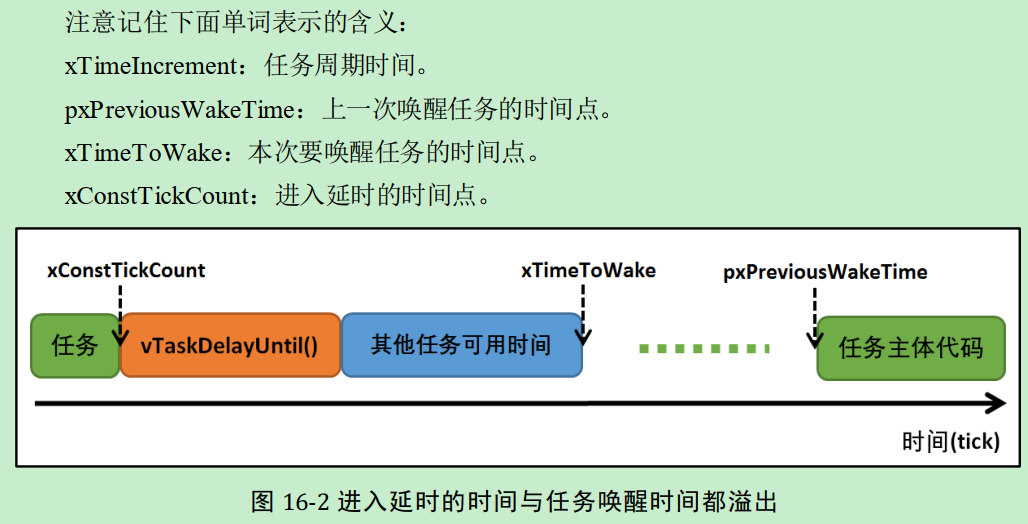 注意记住下面单词表示的含义：
xTimeIncrement：任务周期时间。
pxPreviousWakeTime：上一次唤醒任务的时间点。
xTimeToWake：本次要唤醒任务的时间点。
xConstTickCount：进入延时的时间点。
xConstTickCount
xTimeToWake
pxPreviousWakeTime
任务
vTaskDelayUntil()
其他任务可用时间
任务主体代码
时间(tick)
图 16-2 进入延时的时间与任务唤醒时间都溢出